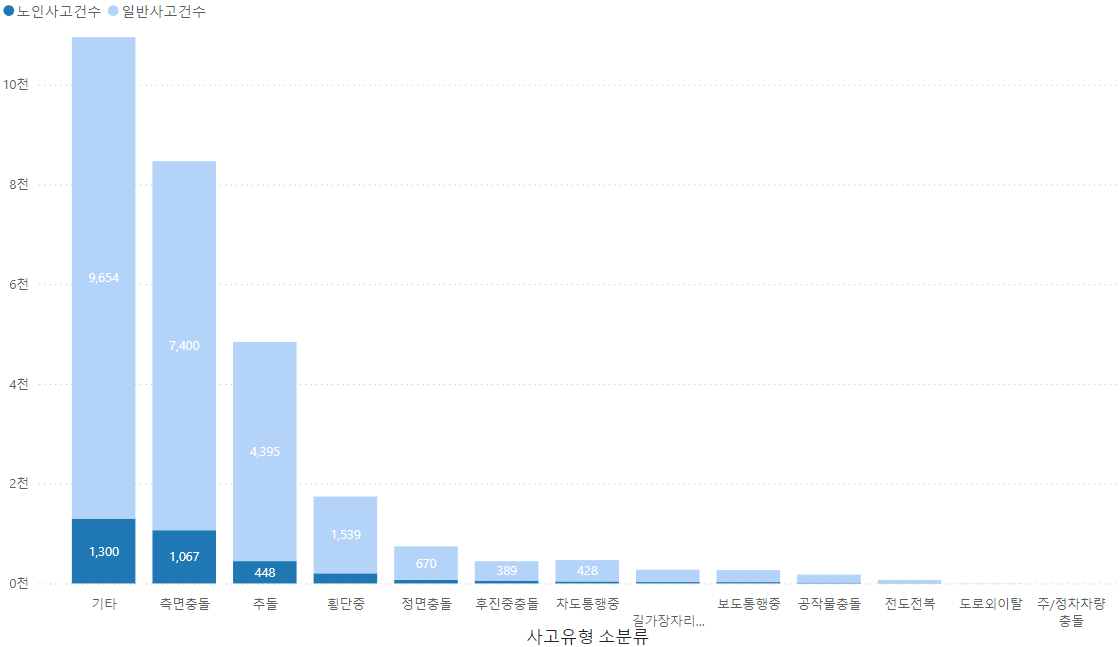 노인사고건수 일반사고건수
10천
8천
6천
4천
2천
0천
9,654
7,400
4,395
1,539
670
389
428
1,300
1,067
448
기타 측면충돌 추돌 횡단중 정면충돌 후진중충돌 차도통행중 길가장자리... 보도통행중 공작물충돌 전도전복 도로외이탈 주/정차차량
충돌
사고유형 소분류